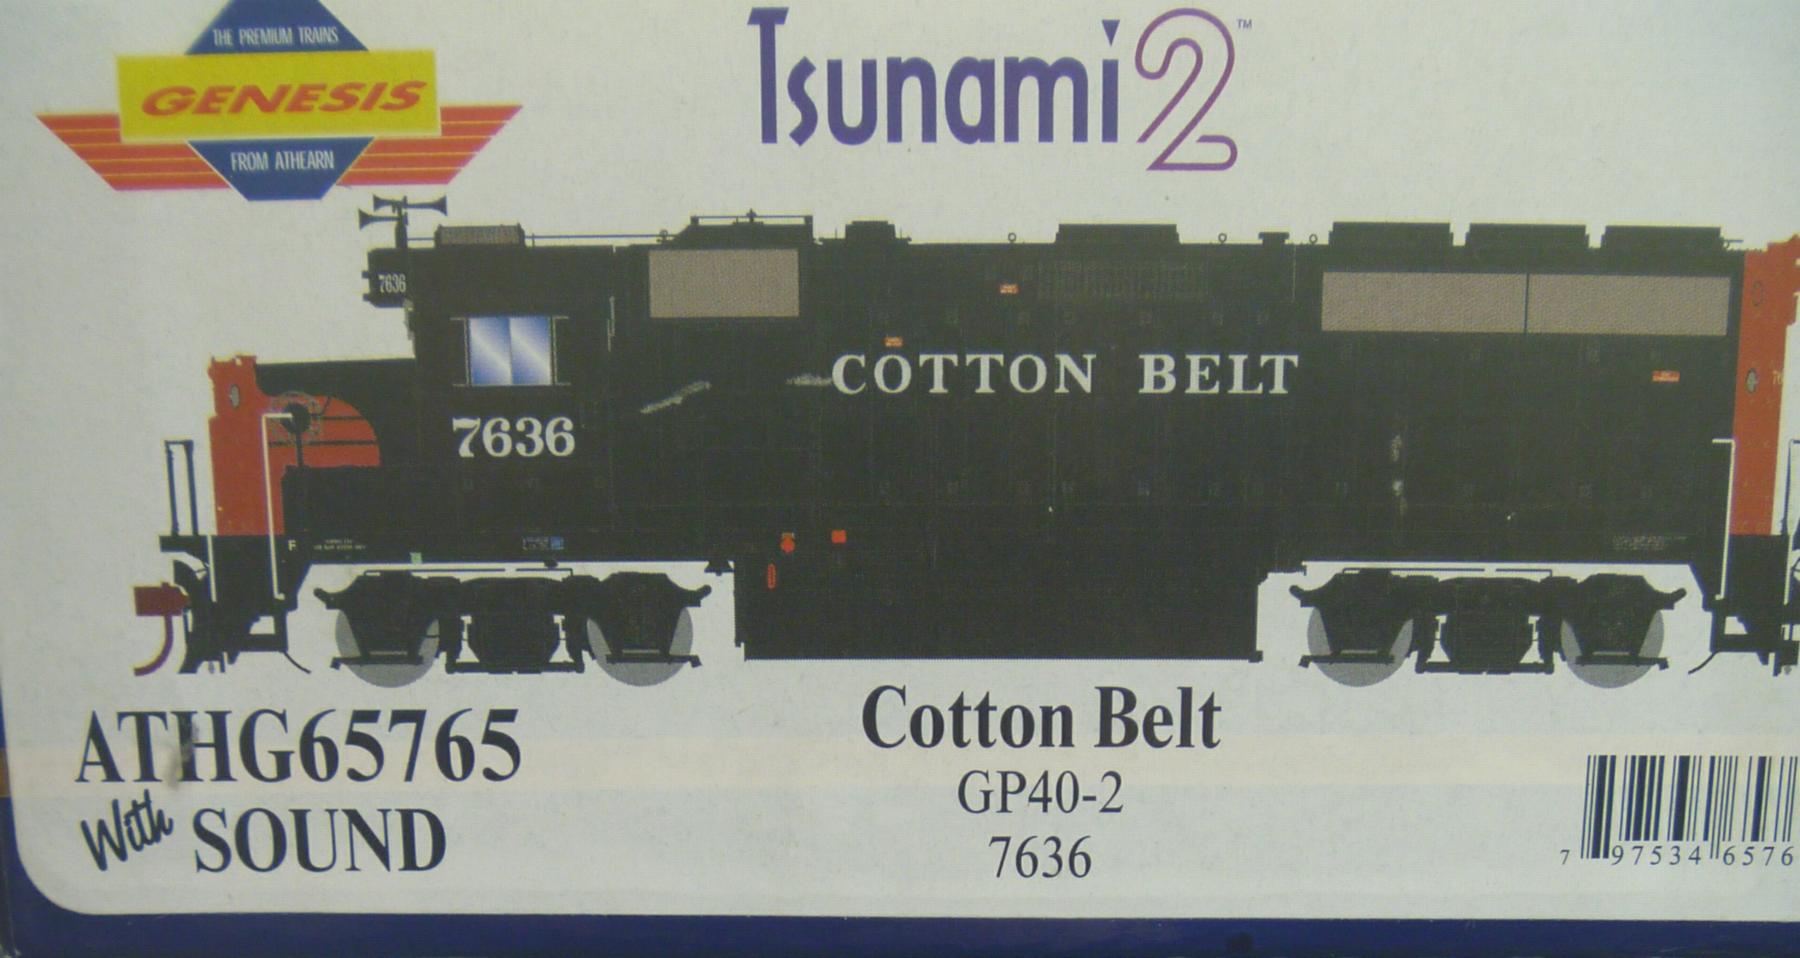 THE PREMIUM TRAINS
GENESIS
FROM ATHEARN
Tsunami2™
7636
COTTON BELT
7636
F
ATHG65765
With SOUND
Cotton Belt
GP40-2
7636
7 97534 6576